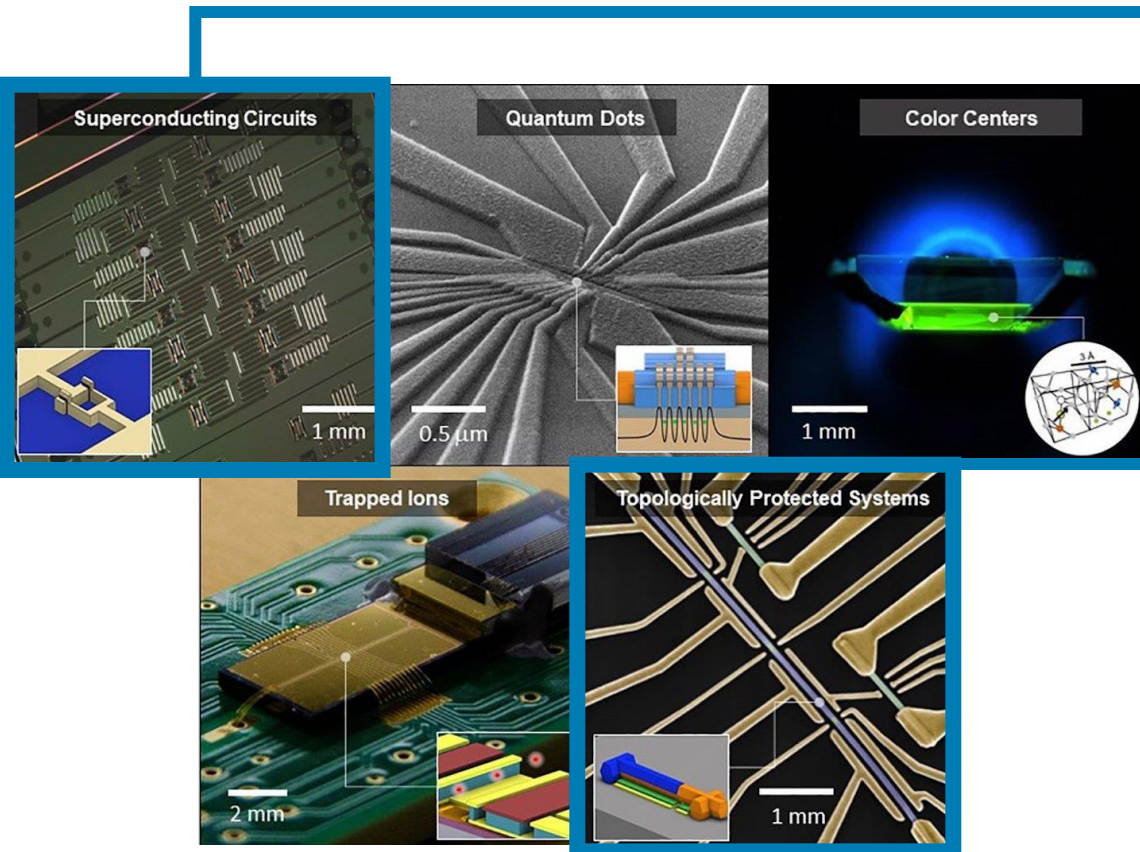 Superconducting Circuits
Quantum Dots
Color Centers
1 mm
0.5 μm
1 mm
3 Å
Trapped Ions
Topologically Protected Systems
2 mm
1 mm